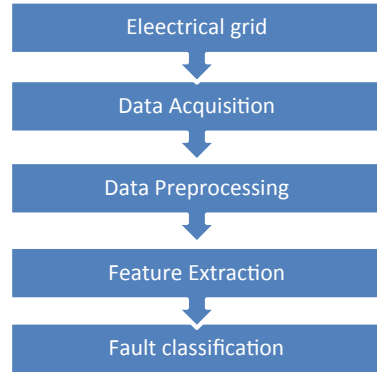 Eleectrical grid
Data Acquisition
Data Preprocessing
Feature Extraction
Fault classification